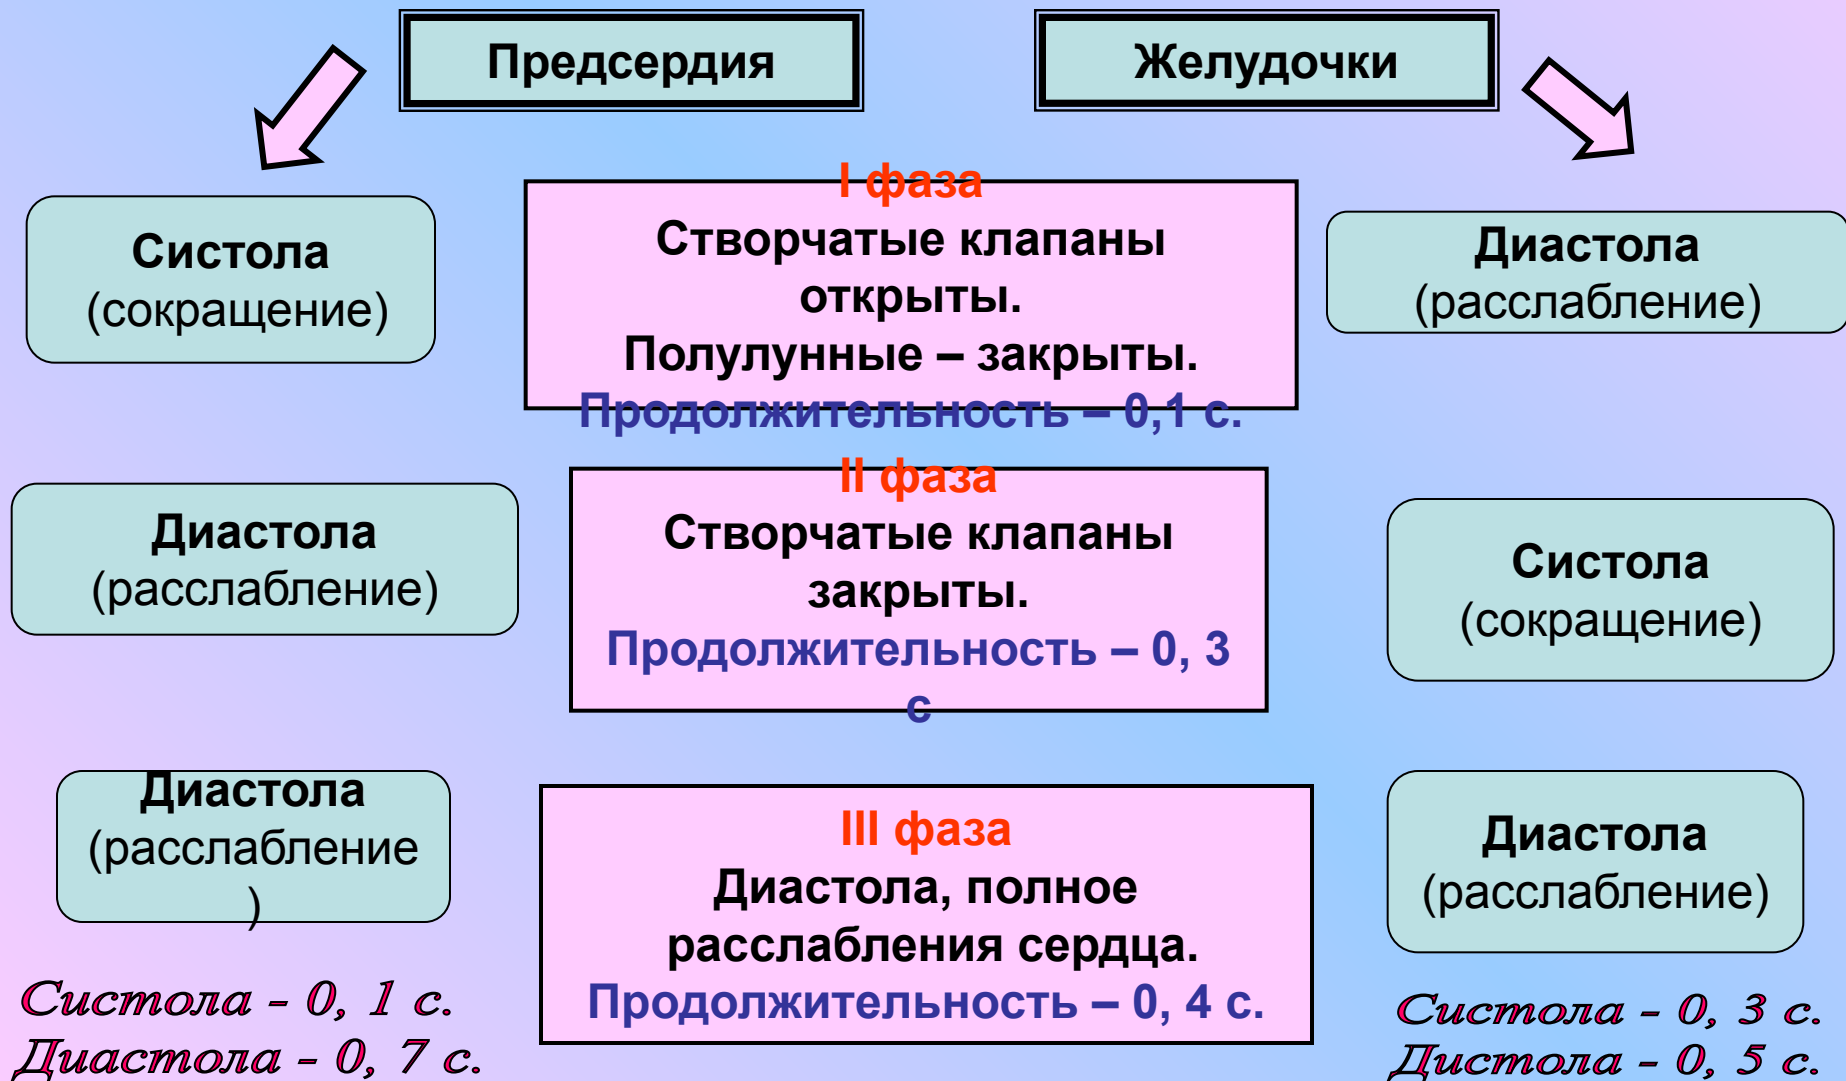 Предсердия
Желудочки
Систола
(сокращение)
I фаза
Створчатые клапаны
открыты.
Полулунные – закрыты.
Продолжительность – 0,1 с.
Диастола
(расслабление)
Диастола
(расслабление)
II фаза
Створчатые клапаны
закрыты.
Продолжительность – 0, 3
с
Систола
(сокращение)
Диастола
(расслабление
)
III фаза
Диастола, полное
расслабления сердца.
Продолжительность – 0, 4 с.
Диастола
(расслабление)
Систола - 0, 1 с.
Диастола - 0, 7 с.
Систола - 0, 3 с.
Дистола - 0, 5 с.